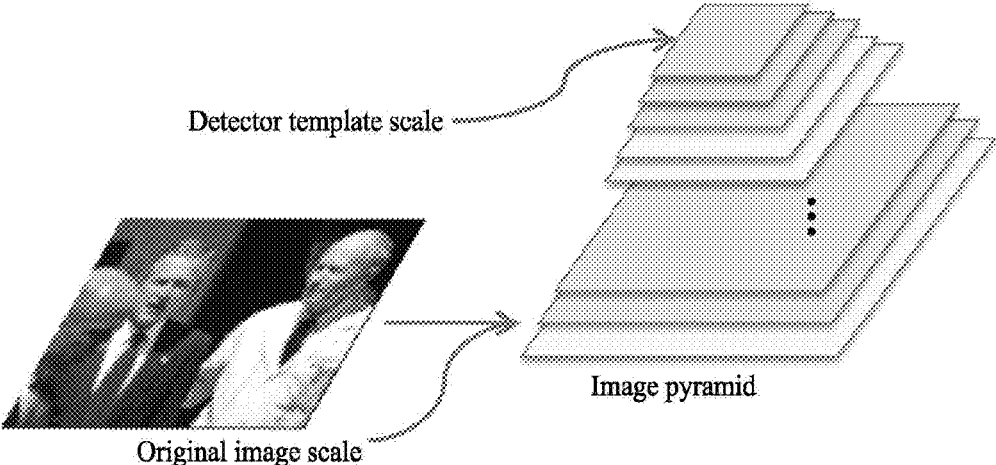 Detector template scale
Image pyramid
Original image scale